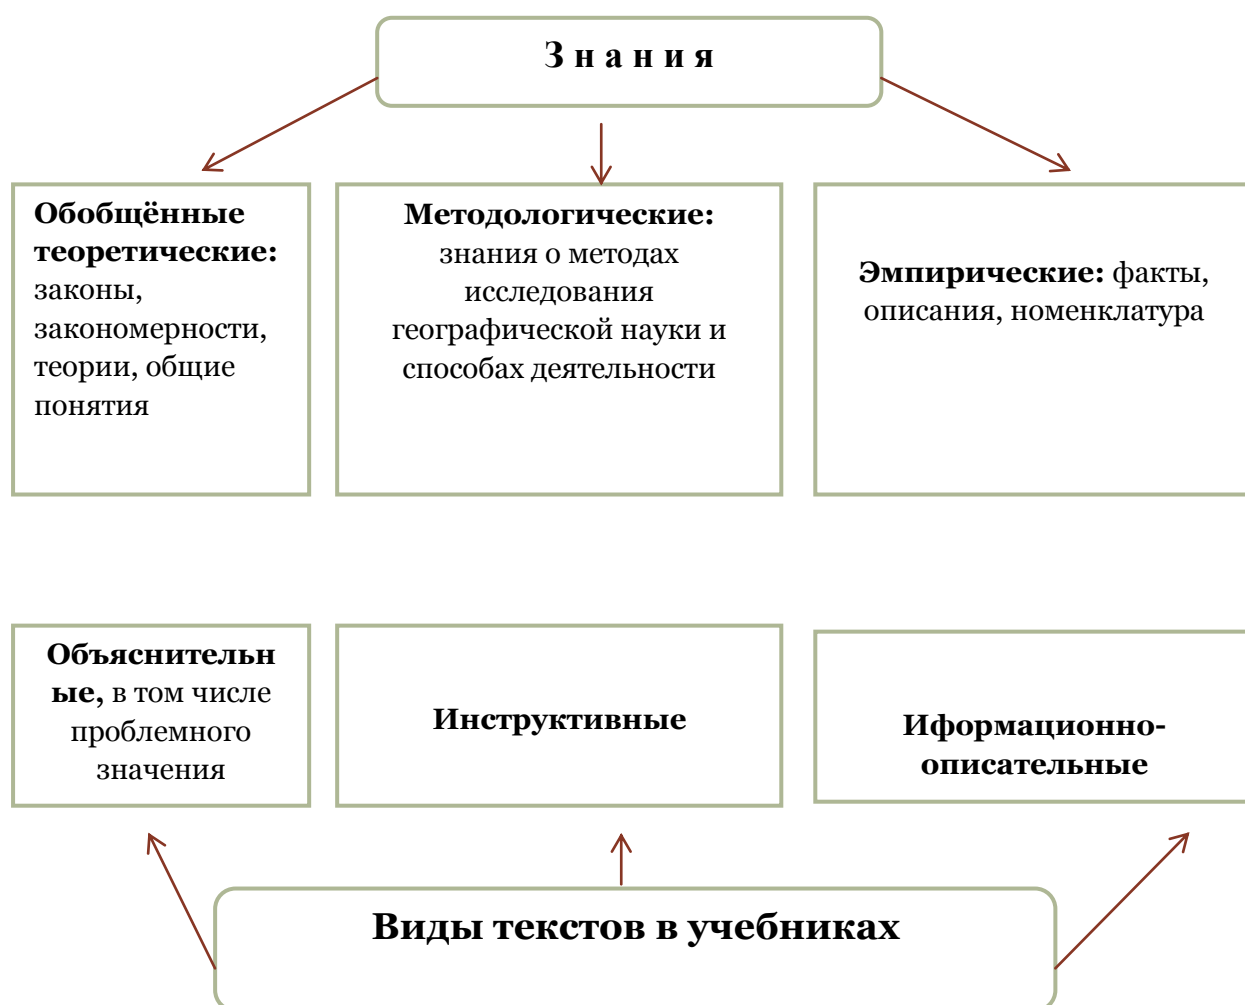 З н а н и я
Обобщённые
теоретические:
законы,
закономерности,
теории, общие
понятия
Методологические:
знания о методах
исследования
географической науки и
способах деятельности
Эмпирические: факты,
описания, номенклатура
Объяснительн
ые, в том числе
проблемного
значения
Инструктивные
Иформационно-
описательные
Виды текстов в учебниках